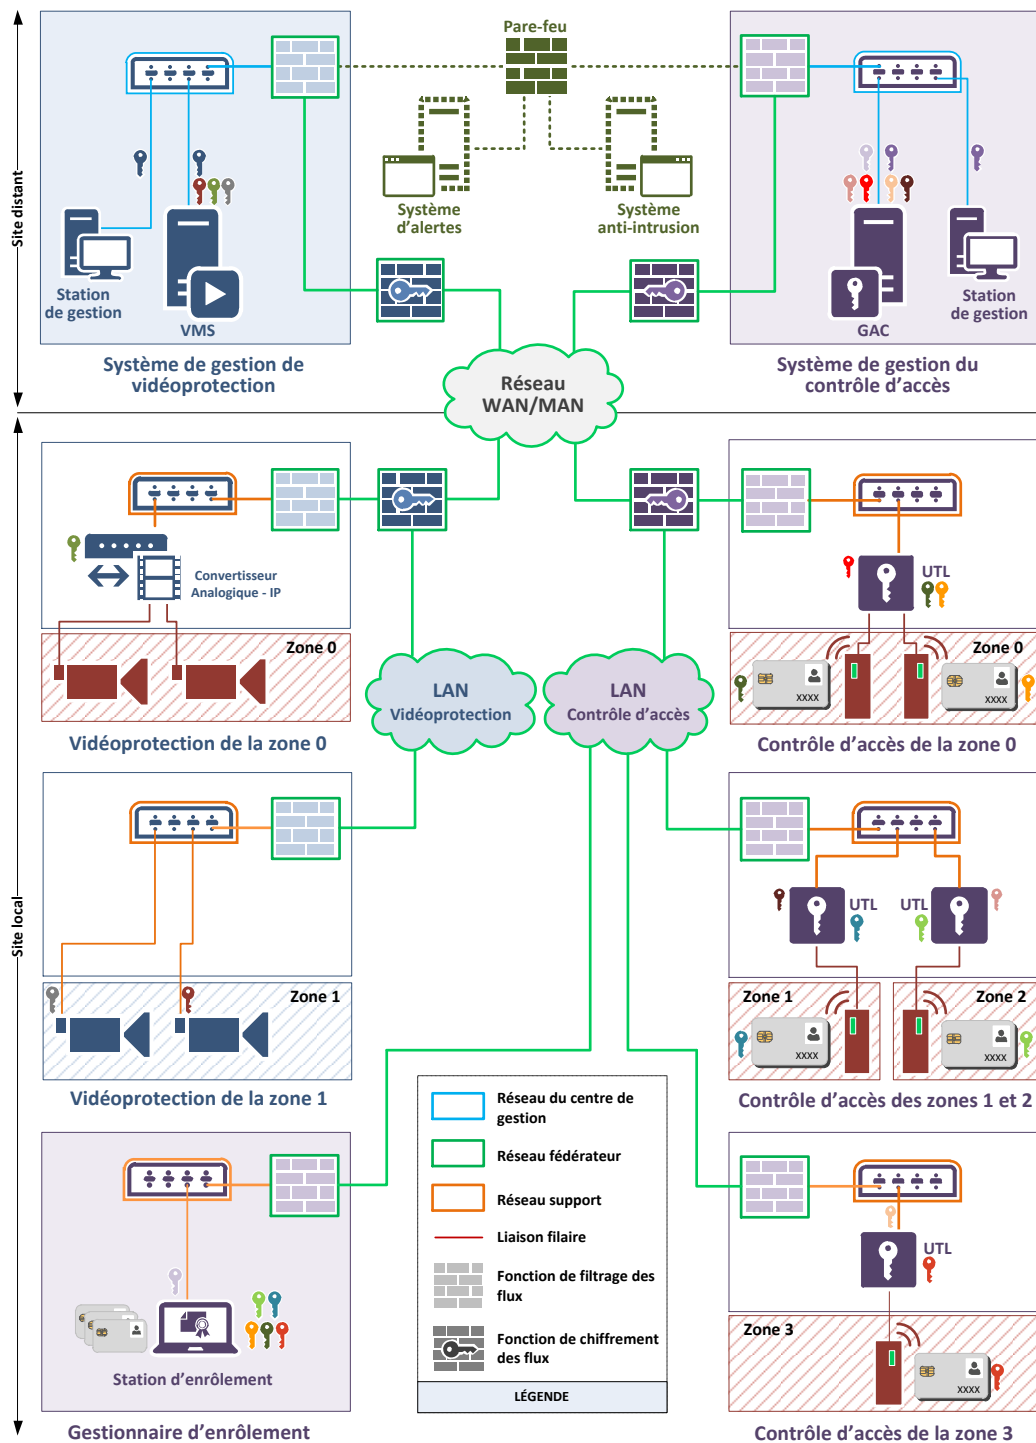 Site distant
Pare-feu
Système
d'alertes
Système
anti-intrusion
Station
de gestion
VMS
GAC
Station
de gestion
Système de gestion de
vidéoprotection
Système de gestion du
contrôle d'accès
Réseau
WAN/MAN
Site local
Convertisseur
Analogique - IP
Zone 0
Vidéoprotection de la zone 0
UTL
Zone 0
XXXX
XXXX
Contrôle d'accès de la zone 0
LAN
Vidéoprotection
LAN
Contrôle d'accès
Zone 1
Vidéoprotection de la zone 1
UTL
UTL
Zone 1
XXXX
Zone 2
XXXX
Contrôle d'accès des zones 1 et 2
Station d'enrôlement
Gestionnaire d'enrôlement
Réseau du centre de
gestion
Réseau fédérateur
Réseau support
Liaison filaire
Fonction de filtrage des
flux
Fonction de chiffrement
des flux
LÉGENDE
UTL
Zone 3
XXXX
Contrôle d'accès de la zone 3